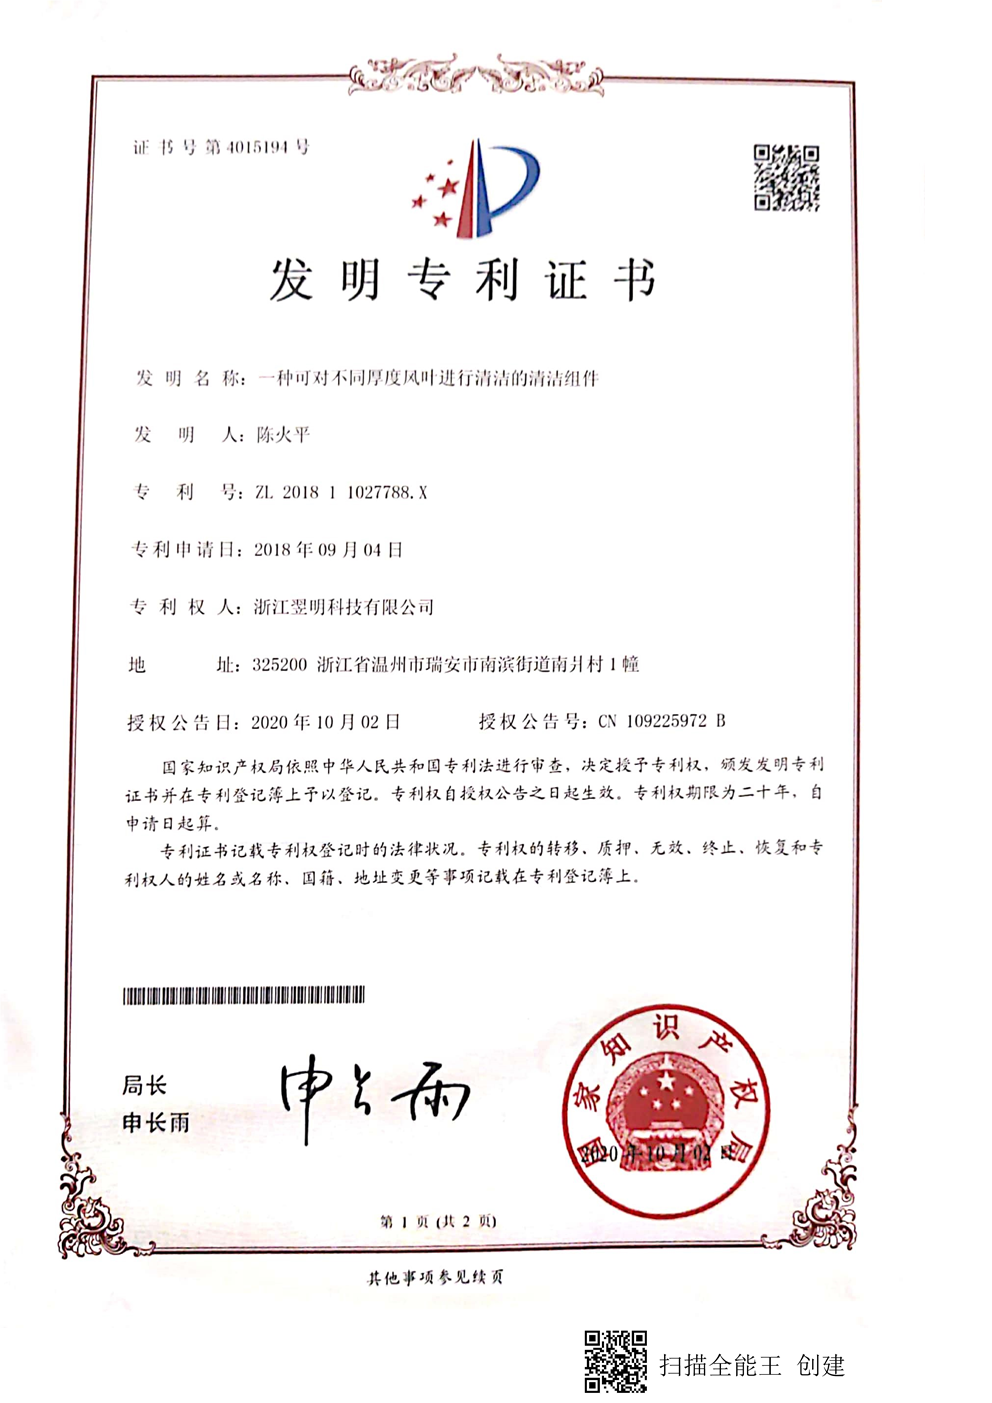 证书号第4015194号
发明专利证书
发明名称：一种可对不同厚度风叶进行清洁的清洁组件
发明人：陈火平
专利号：ZL 2018 1 1027788.X
专利申请日：2018年09月04日
专利权人：浙江翌明科技有限公司
地址：325200 浙江省温州市瑞安市南滨街道南爿村1幢
授权公告日：2020年10月02日 授权公告号：CN 109225972 B
国家知识产权局依照中华人民共和国专利法进行审查，决定授予专利权，颁发发明专利
证书并在专利登记簿上予以登记。专利权自授权公告之日起生效。专利权期限为二十年，自
申请日起算。
专利证书记载专利权登记时的法律状况。专利权的转移、质押、无效、终止、恢复和专
利权人的姓名或名称、国籍、地址变更等事项记载在专利登记簿上。
局长
申长雨
申长雨
国家知识产权局
2020年10月02日
第 1 页 (共 2 页)
其他事项参见续页
扫描全能王 创建